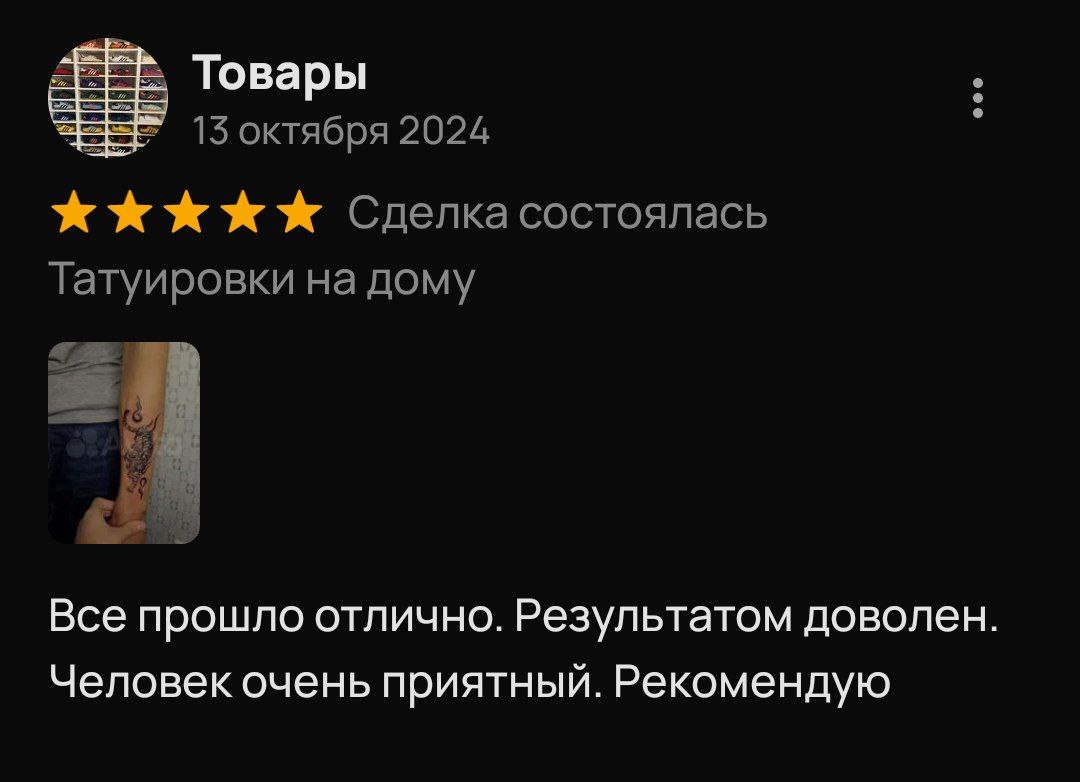 Товары
13 октября 2024
Сделка состоялась
Татуировки на дому
Все прошло отлично. Результатом доволен.
Человек очень приятный. Рекомендую